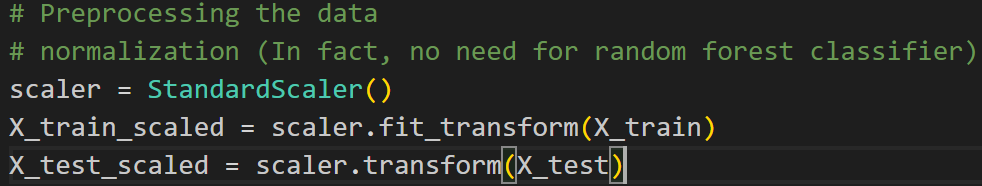 # Preprocessing the data
# normalization (In fact, no need for random forest classifier)
scaler = StandardScaler()
X_train_scaled = scaler.fit_transform(X_train)
X_test_scaled = scaler.transform(X_test)